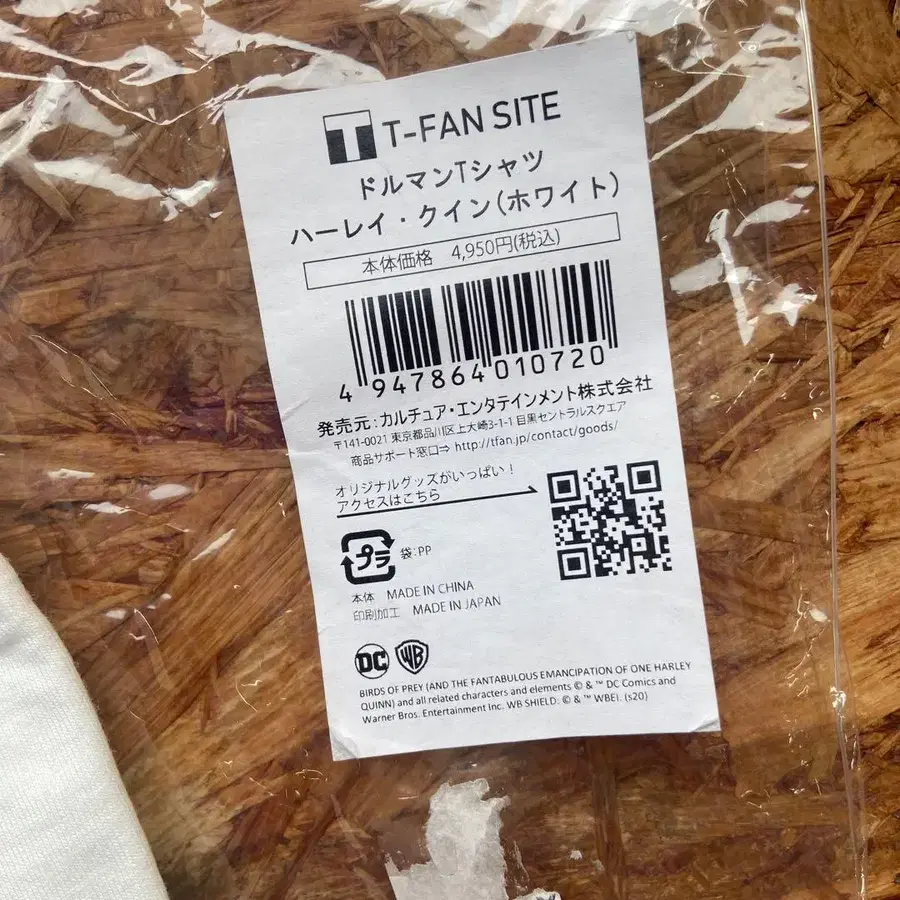 T T-FAN SITE
ドルマンTシャツ
ハーレイ・クイン(ホワイト)
本体価格 4,950円(税込)
4 947864 010720
発売元:カルチュア・エンタテインメント株式会社
〒141-0021 東京都品川区上大崎3-1-1 目黒セントラルスクエア
商品サポート窓口⇒ http://tfan.jp/contact/goods/
オリジナルグッズがいっぱい!
アクセスはこちら
プラ 袋:PP
本体 MADE IN CHINA
印刷加工 MADE IN JAPAN
DC WB
BIRDS OF PREY (AND THE FANTABULOUS EMANCIPATION OF ONE HARLEY
QUINN) and all related characters and elements © & ™ DC Comics and
Warner Bros. Entertainment Inc. WB SHIELD: © & ™ WBEI. (s20)